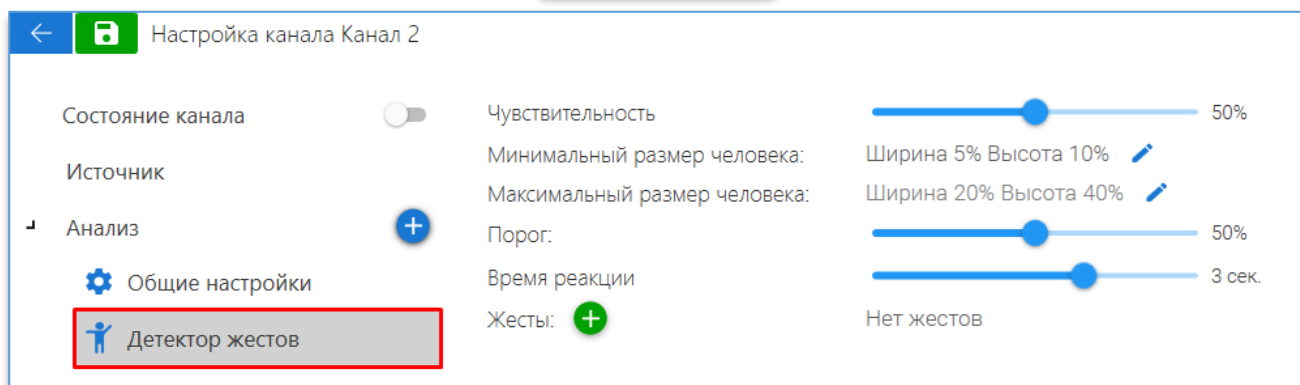 Настройка канала Канал 2
Состояние канала
Источник
Анализ
Общие настройки
Детектор жестов
Чувствительность 50%
Минимальный размер человека: Ширина 5% Высота 10%
Максимальный размер человека: Ширина 20% Высота 40%
Порог: 50%
Время реакции 3 сек.
Жесты: Нет жестов